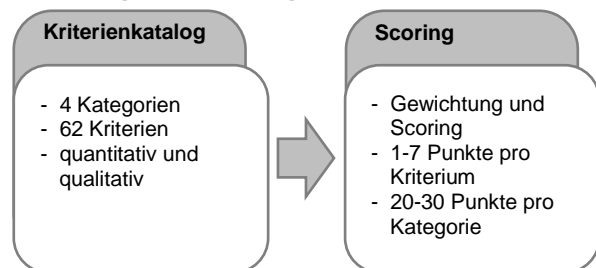 Kriterienkatalog
- 4 Kategorien
- 62 Kriterien
- quantitativ und
qualitativ
Scoring
- Gewichtung und
Scoring
- 1-7 Punkte pro
Kriterium
- 20-30 Punkte pro
Kategorie